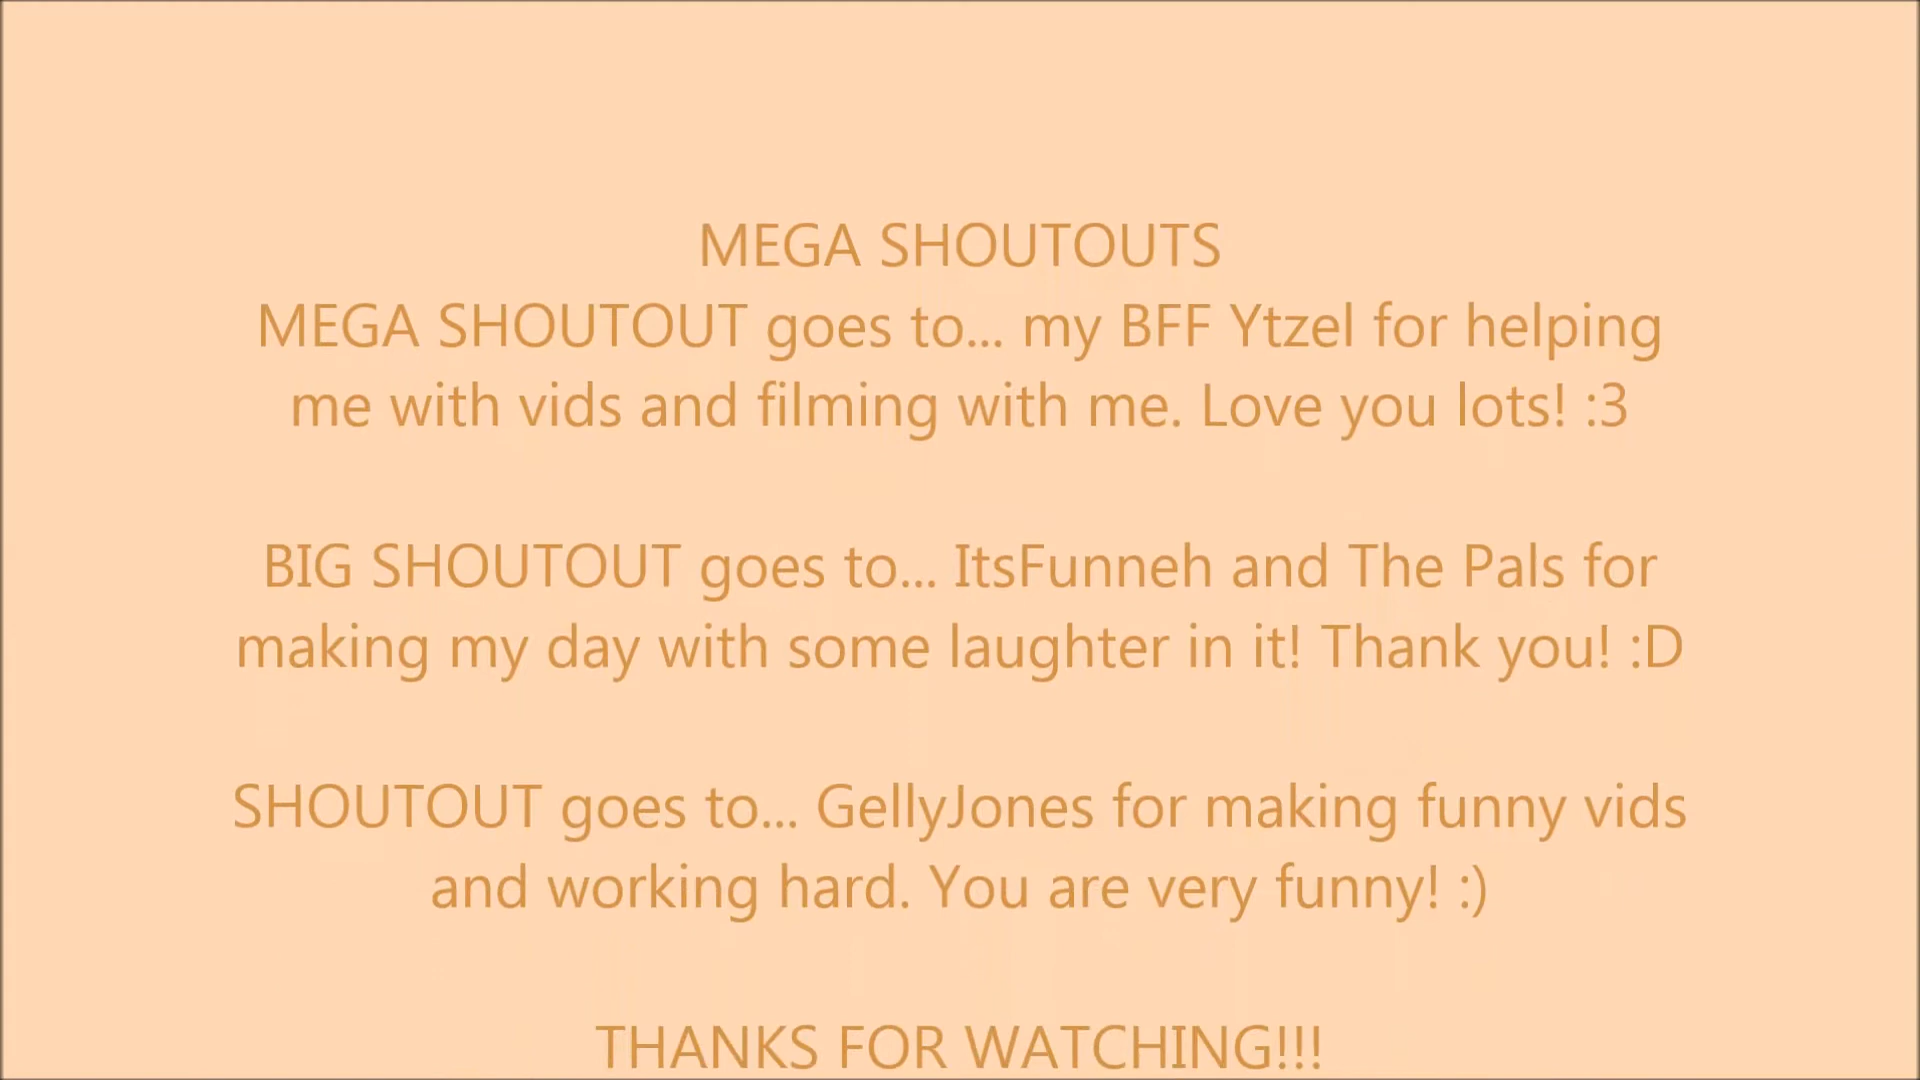 MEGA SHOUTOUTS
MEGA SHOUTOUT goes to... my BFF Ytzel for helping
me with vids and filming with me. Love you lots! :3
BIG SHOUTOUT goes to... ItsFunneh and The Pals for
making my day with some laughter in it! Thank you! :D
SHOUTOUT goes to... GellyJones for making funny vids
and working hard. You are very funny! :)
THANKS FOR WATCHING!!!